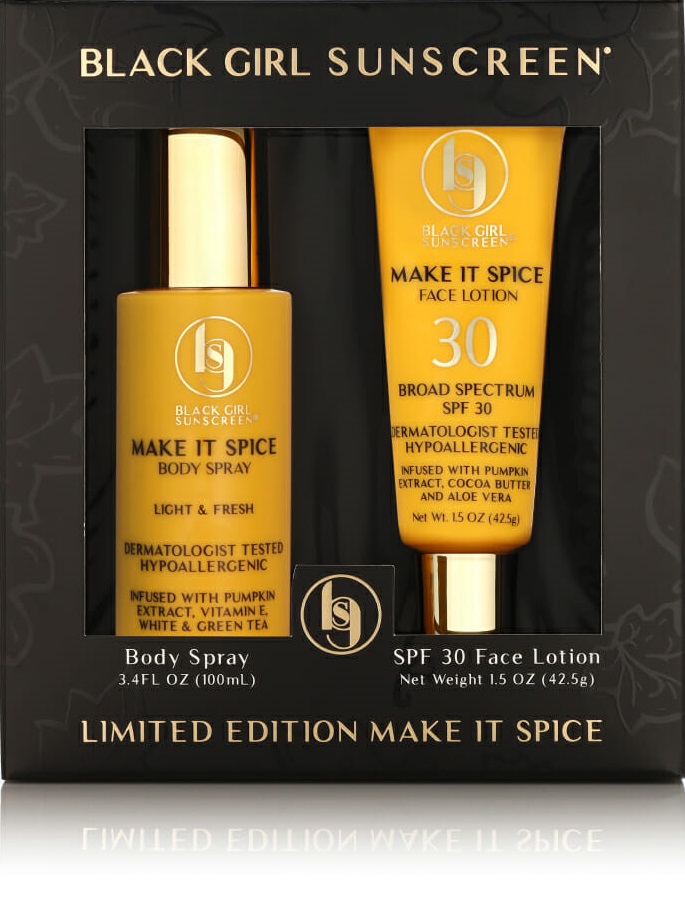 BLACK GIRL SUNSCREEN®
bsg
BLACK GIRL
SUNSCREEN®
MAKE IT SPICE
BODY SPRAY
LIGHT & FRESH
DERMATOLOGIST TESTED
HYPOALLERGENIC
INFUSED WITH PUMPKIN
EXTRACT, VITAMIN E,
WHITE & GREEN TEA
bsg
BLACK GIRL
SUNSCREEN®
MAKE IT SPICE
FACE LOTION
30
BROAD SPECTRUM
SPF 30
DERMATOLOGIST TESTED
HYPOALLERGENIC
INFUSED WITH PUMPKIN
EXTRACT, COCOA BUTTER
AND ALOE VERA
Net Wt. 1.5 OZ (42.5g)
bsg
Body Spray
3.4FL OZ (100mL)
SPF 30 Face Lotion
Net Weight 1.5 OZ (42.5g)
LIMITED EDITION MAKE IT SPICE